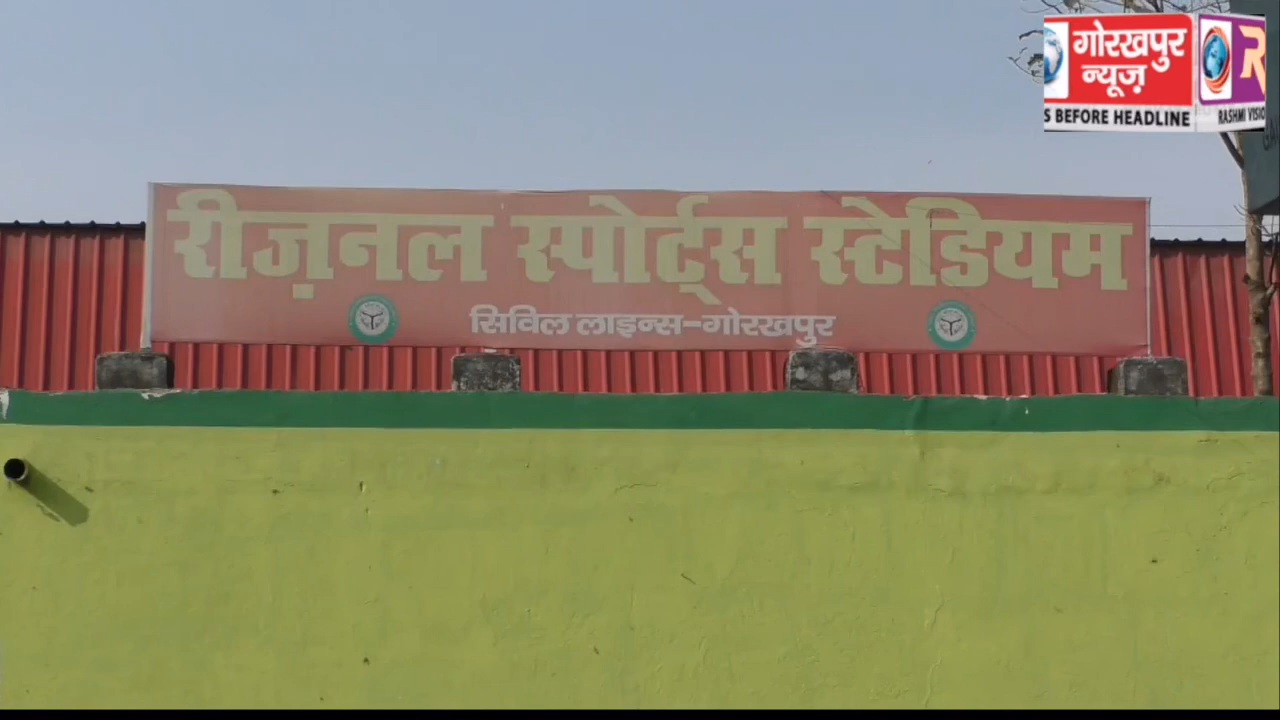 गोरखपुर
न्यूज़
S BEFORE HEADLINE
R
RASHMI VISIO
रीज़नल स्पोर्ट्स स्टेडियम
सिविल लाइन्स-गोरखपुर